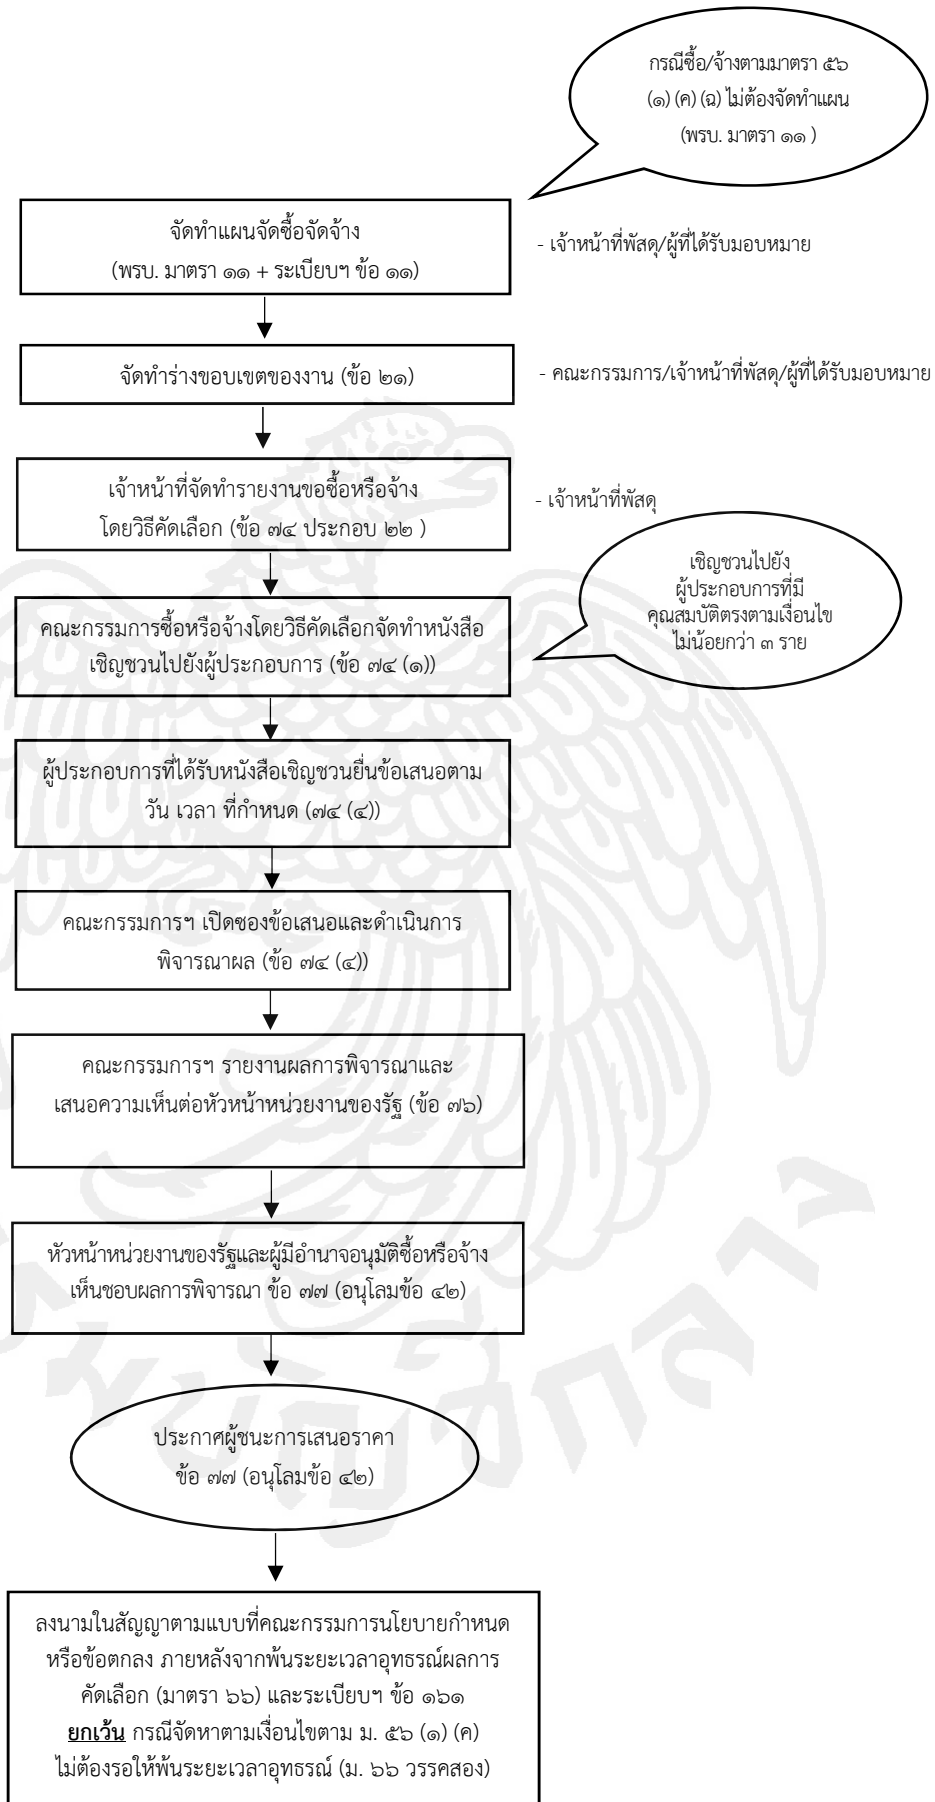 กรณีซื้อ/จ้างตามมาตรา ๕๖
(๑) (ค) (ฉ) ไม่ต้องจัดทำแผน
(พรบ. มาตรา ๑๑ )
จัดทำแผนจัดซื้อจัดจ้าง
(พรบ. มาตรา ๑๑ + ระเบียบฯ ข้อ ๑๑)
- เจ้าหน้าที่พัสดุ/ผู้ที่ได้รับมอบหมาย
จัดทำร่างขอบเขตของงาน (ข้อ ๒๑)
- คณะกรรมการ/เจ้าหน้าที่พัสดุ/ผู้ที่ได้รับมอบหมาย
เจ้าหน้าที่จัดทำรายงานขอซื้อหรือจ้าง
โดยวิธีคัดเลือก (ข้อ ๗๔ ประกอบ ๒๒ )
- เจ้าหน้าที่พัสดุ
เชิญชวนไปยัง
ผู้ประกอบการที่มี
คุณสมบัติตรงตามเงื่อนไข
ไม่น้อยกว่า ๓ ราย
คณะกรรมการซื้อหรือจ้างโดยวิธีคัดเลือกจัดทำหนังสือ
เชิญชวนไปยังผู้ประกอบการ (ข้อ ๗๔ (๑))
ผู้ประกอบการที่ได้รับหนังสือเชิญชวนยื่นข้อเสนอตาม
วัน เวลา ที่กำหนด (๗๔ (๔))
คณะกรรมการฯ เปิดซองข้อเสนอและดำเนินการ
พิจารณาผล (ข้อ ๗๔ (๔))
คณะกรรมการฯ รายงานผลการพิจารณาและ
เสนอความเห็นต่อหัวหน้าหน่วยงานของรัฐ (ข้อ ๗๖)
หัวหน้าหน่วยงานของรัฐและผู้มีอำนาจอนุมัติซื้อหรือจ้าง
เห็นชอบผลการพิจารณา ข้อ ๗๗ (อนุโลมข้อ ๔๒)
ประกาศผู้ชนะการเสนอราคา
ข้อ ๗๗ (อนุโลมข้อ ๔๒)
ลงนามในสัญญาตามแบบที่คณะกรรมการนโยบายกำหนด
หรือข้อตกลง ภายหลังจากพ้นระยะเวลาอุทธรณ์ผลการ
คัดเลือก (มาตรา ๖๖) และระเบียบฯ ข้อ ๑๖๑
ยกเว้น กรณีจัดหาตามเงื่อนไขตาม ม. ๕๖ (๑) (ค)
ไม่ต้องรอให้พ้นระยะเวลาอุทธรณ์ (ม. ๖๖ วรรคสอง)